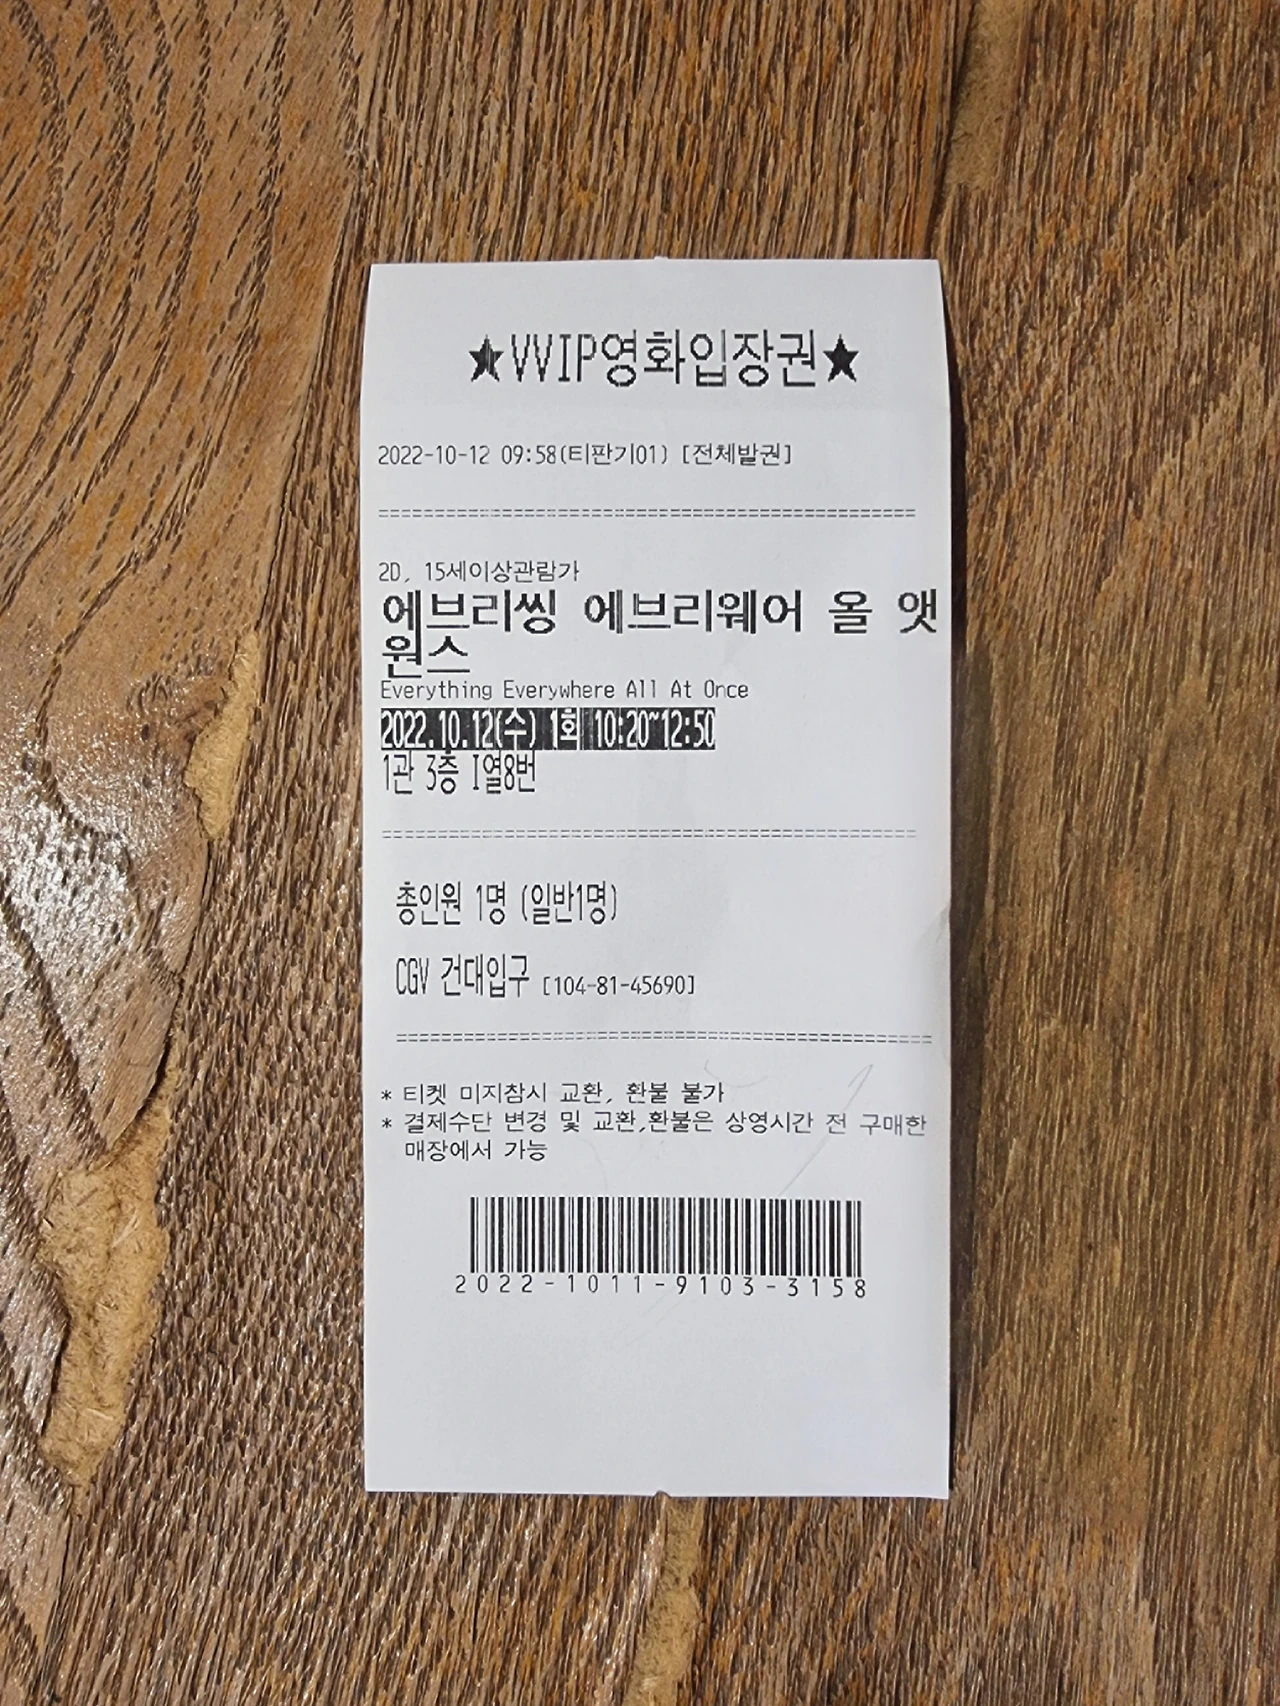 ★VVIP영화입장권★
2022-10-12 09:58(티판기01) [전체발권]
================================================
2D, 15세이상관람가
에브리씽 에브리웨어 올 앳
원스
Everything Everywhere All At Once
2022.10.12(수) 1회 10:20~12:50
1관 3층 I열8번
================================================
총인원 1명 (일반1명)
CGV 건대입구 [104-81-45690]
================================================
* 티켓 미지참시 교환, 환불 불가
* 결제수단 변경 및 교환,환불은 상영시간 전 구매한
매장에서 가능
2022-1011-9103-3158